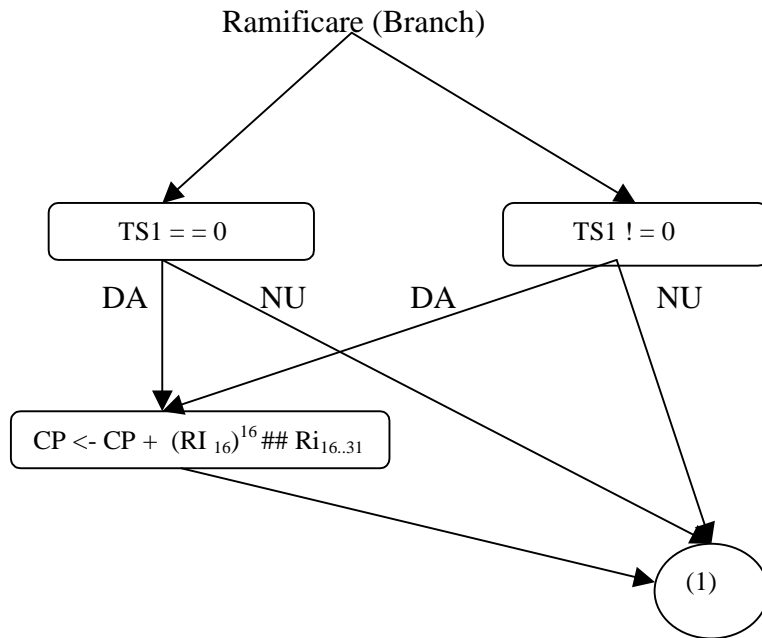 Ramificare (Branch)
TS1 = = 0
TS1 ! = 0
DA
NU
DA
NU
CP <- CP + (RI 16)^16 ## Ri16..31
(1)